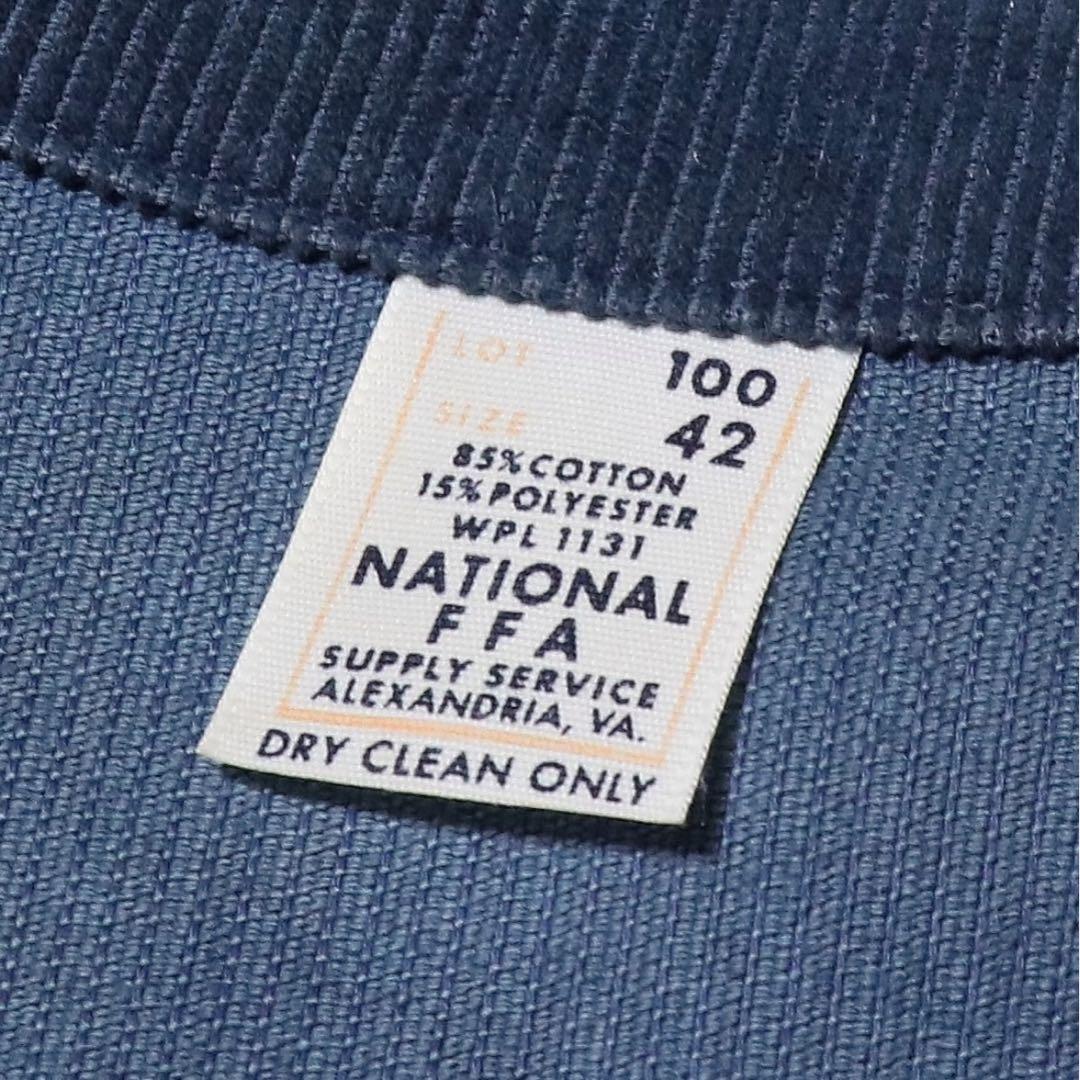 LOT 100
SIZE 42
85% COTTON
15% POLYESTER
WPL 1131
NATIONAL
FFA
SUPPLY SERVICE
ALEXANDRIA, VA.
DRY CLEAN ONLY